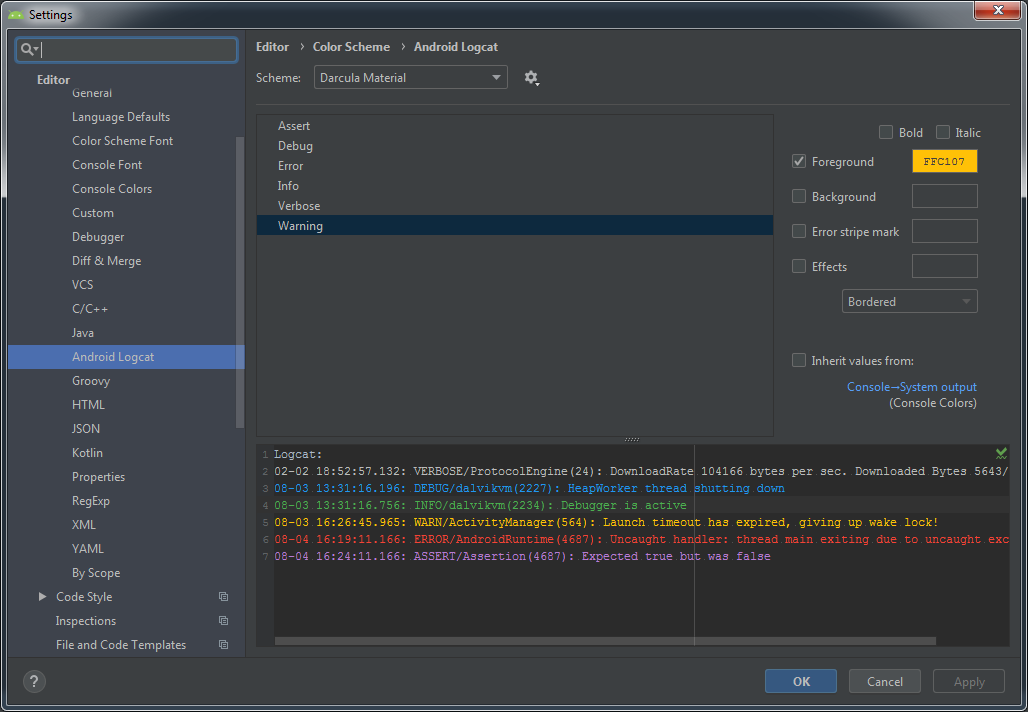 Settings
Editor
General
Language Defaults
Color Scheme Font
Console Font
Console Colors
Custom
Debugger
Diff & Merge
VCS
C/C++
Java
Android Logcat
Groovy
HTML
JSON
Kotlin
Properties
RegExp
XML
YAML
By Scope
Code Style
Inspections
File and Code Templates
Editor › Color Scheme › Android Logcat
Scheme: Darcula Material
Assert
Debug
Error
Info
Verbose
Warning
Bold Italic
Foreground FFC107
Background
Error stripe mark
Effects
Bordered
Inherit values from:
Console→System output
(Console Colors)
1 Logcat:
2 02-02 18:52:57.132: VERBOSE/ProtocolEngine(24): DownloadRate 104166 bytes per sec. Downloaded Bytes 5643/
3 08-03 13:31:16.196: DEBUG/dalvikvm(2227): HeapWorker thread shutting down
4 08-03 13:31:16.756: INFO/dalvikvm(2234): Debugger is active
5 08-03 16:26:45.965: WARN/ActivityManager(564): Launch timeout has expired, giving up wake lock!
6 08-04 16:19:11.166: ERROR/AndroidRuntime(4687): Uncaught handler: thread main exiting due to uncaught exc
7 08-04 16:24:11.166: ASSERT/Assertion(4687): Expected true but was false
? OK Cancel Apply